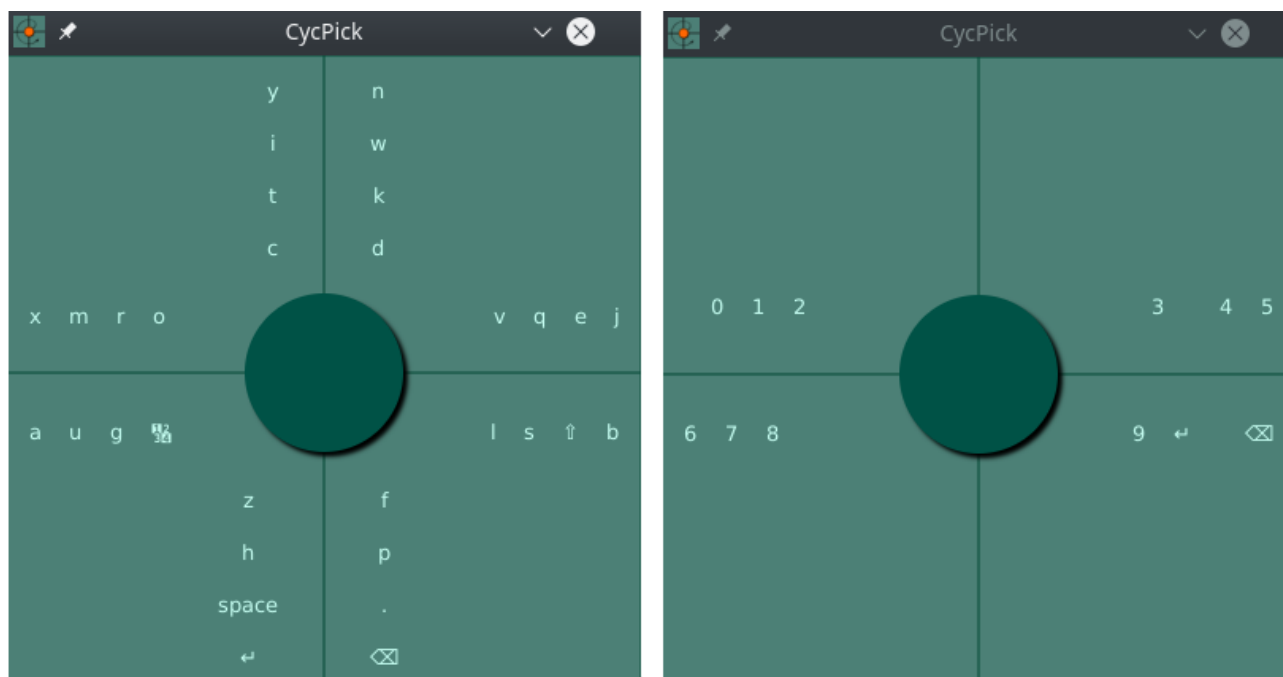 CycPick
y n
i w
t k
c d
x m r o v q e j
a u g 🔢 l s ⇧ b
z f
h p
space .
↵ ⌫
CycPick
0 1 2 3 4 5
6 7 8 9 ↵ ⌫